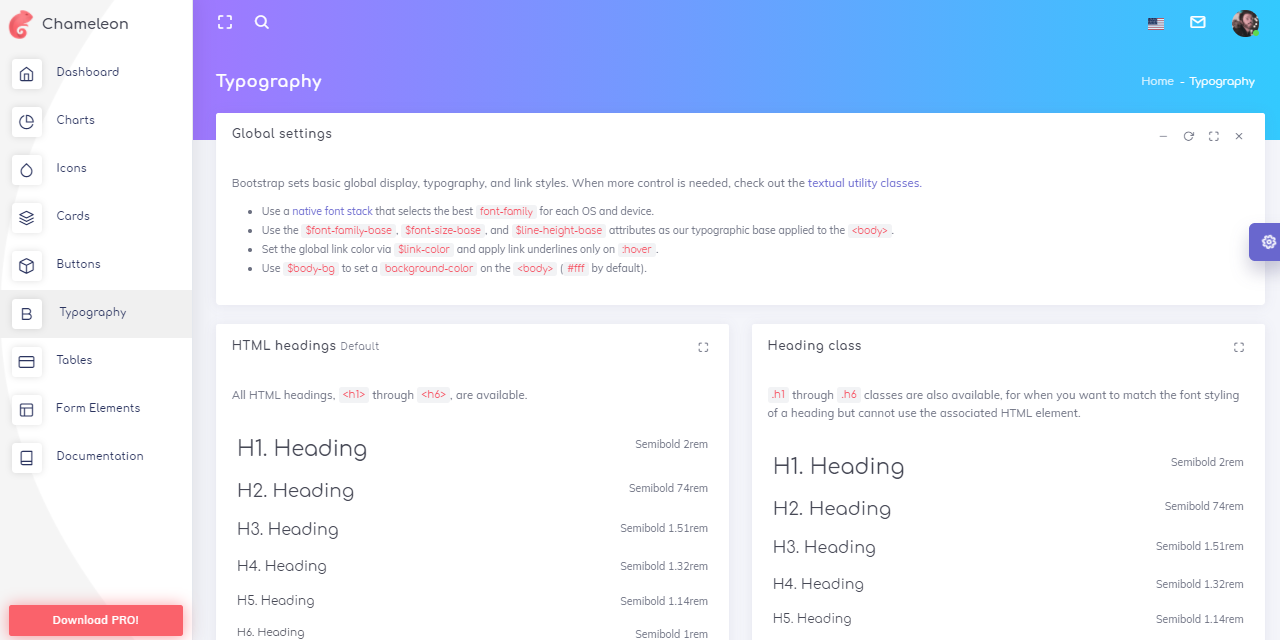 Chameleon
Dashboard
Charts
Icons
Cards
Buttons
B
Typography
Tables
Form Elements
Documentation
Download PRO!
Typography
Home - Typography
Global settings
Bootstrap sets basic global display, typography, and link styles. When more control is needed, check out the textual utility classes.
Use a native font stack that selects the best font-family for each OS and device.
Use the $font-family-base, $font-size-base, and $line-height-base attributes as our typographic base applied to the <body>.
Set the global link color via $link-color and apply link underlines only on :hover.
Use $body-bg to set a background-color on the <body> (#fff by default).
HTML headings Default
All HTML headings, <h1> through <h6>, are available.
H1. Heading Semibold 2rem
H2. Heading Semibold 74rem
H3. Heading Semibold 1.51rem
H4. Heading Semibold 1.32rem
H5. Heading Semibold 1.14rem
H6. Heading Semibold 1rem
Heading class
.h1 through .h6 classes are also available, for when you want to match the font styling
of a heading but cannot use the associated HTML element.
H1. Heading Semibold 2rem
H2. Heading Semibold 74rem
H3. Heading Semibold 1.51rem
H4. Heading Semibold 1.32rem
H5. Heading Semibold 1.14rem